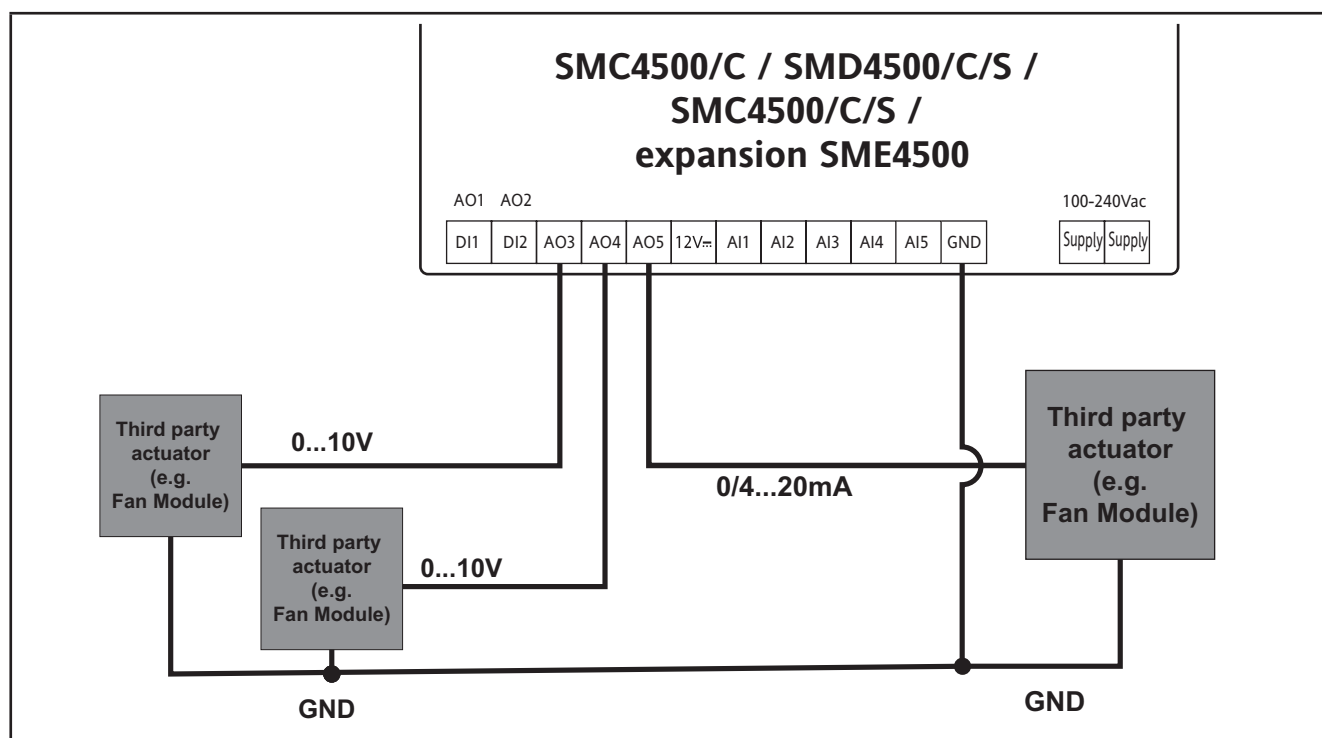 SMC4500/C / SMD4500/C/S /
SMC4500/C/S /
expansion SME4500
AO1 AO2
100-240Vac
DI1 DI2 AO3 AO4 AO5 12V⎓ AI1 AI2 AI3 AI4 AI5 GND
Supply Supply
Third party
actuator
(e.g.
Fan Module)
0...10V
Third party
actuator
(e.g.
Fan Module)
0...10V
0/4...20mA
Third party
actuator
(e.g.
Fan Module)
GND
GND